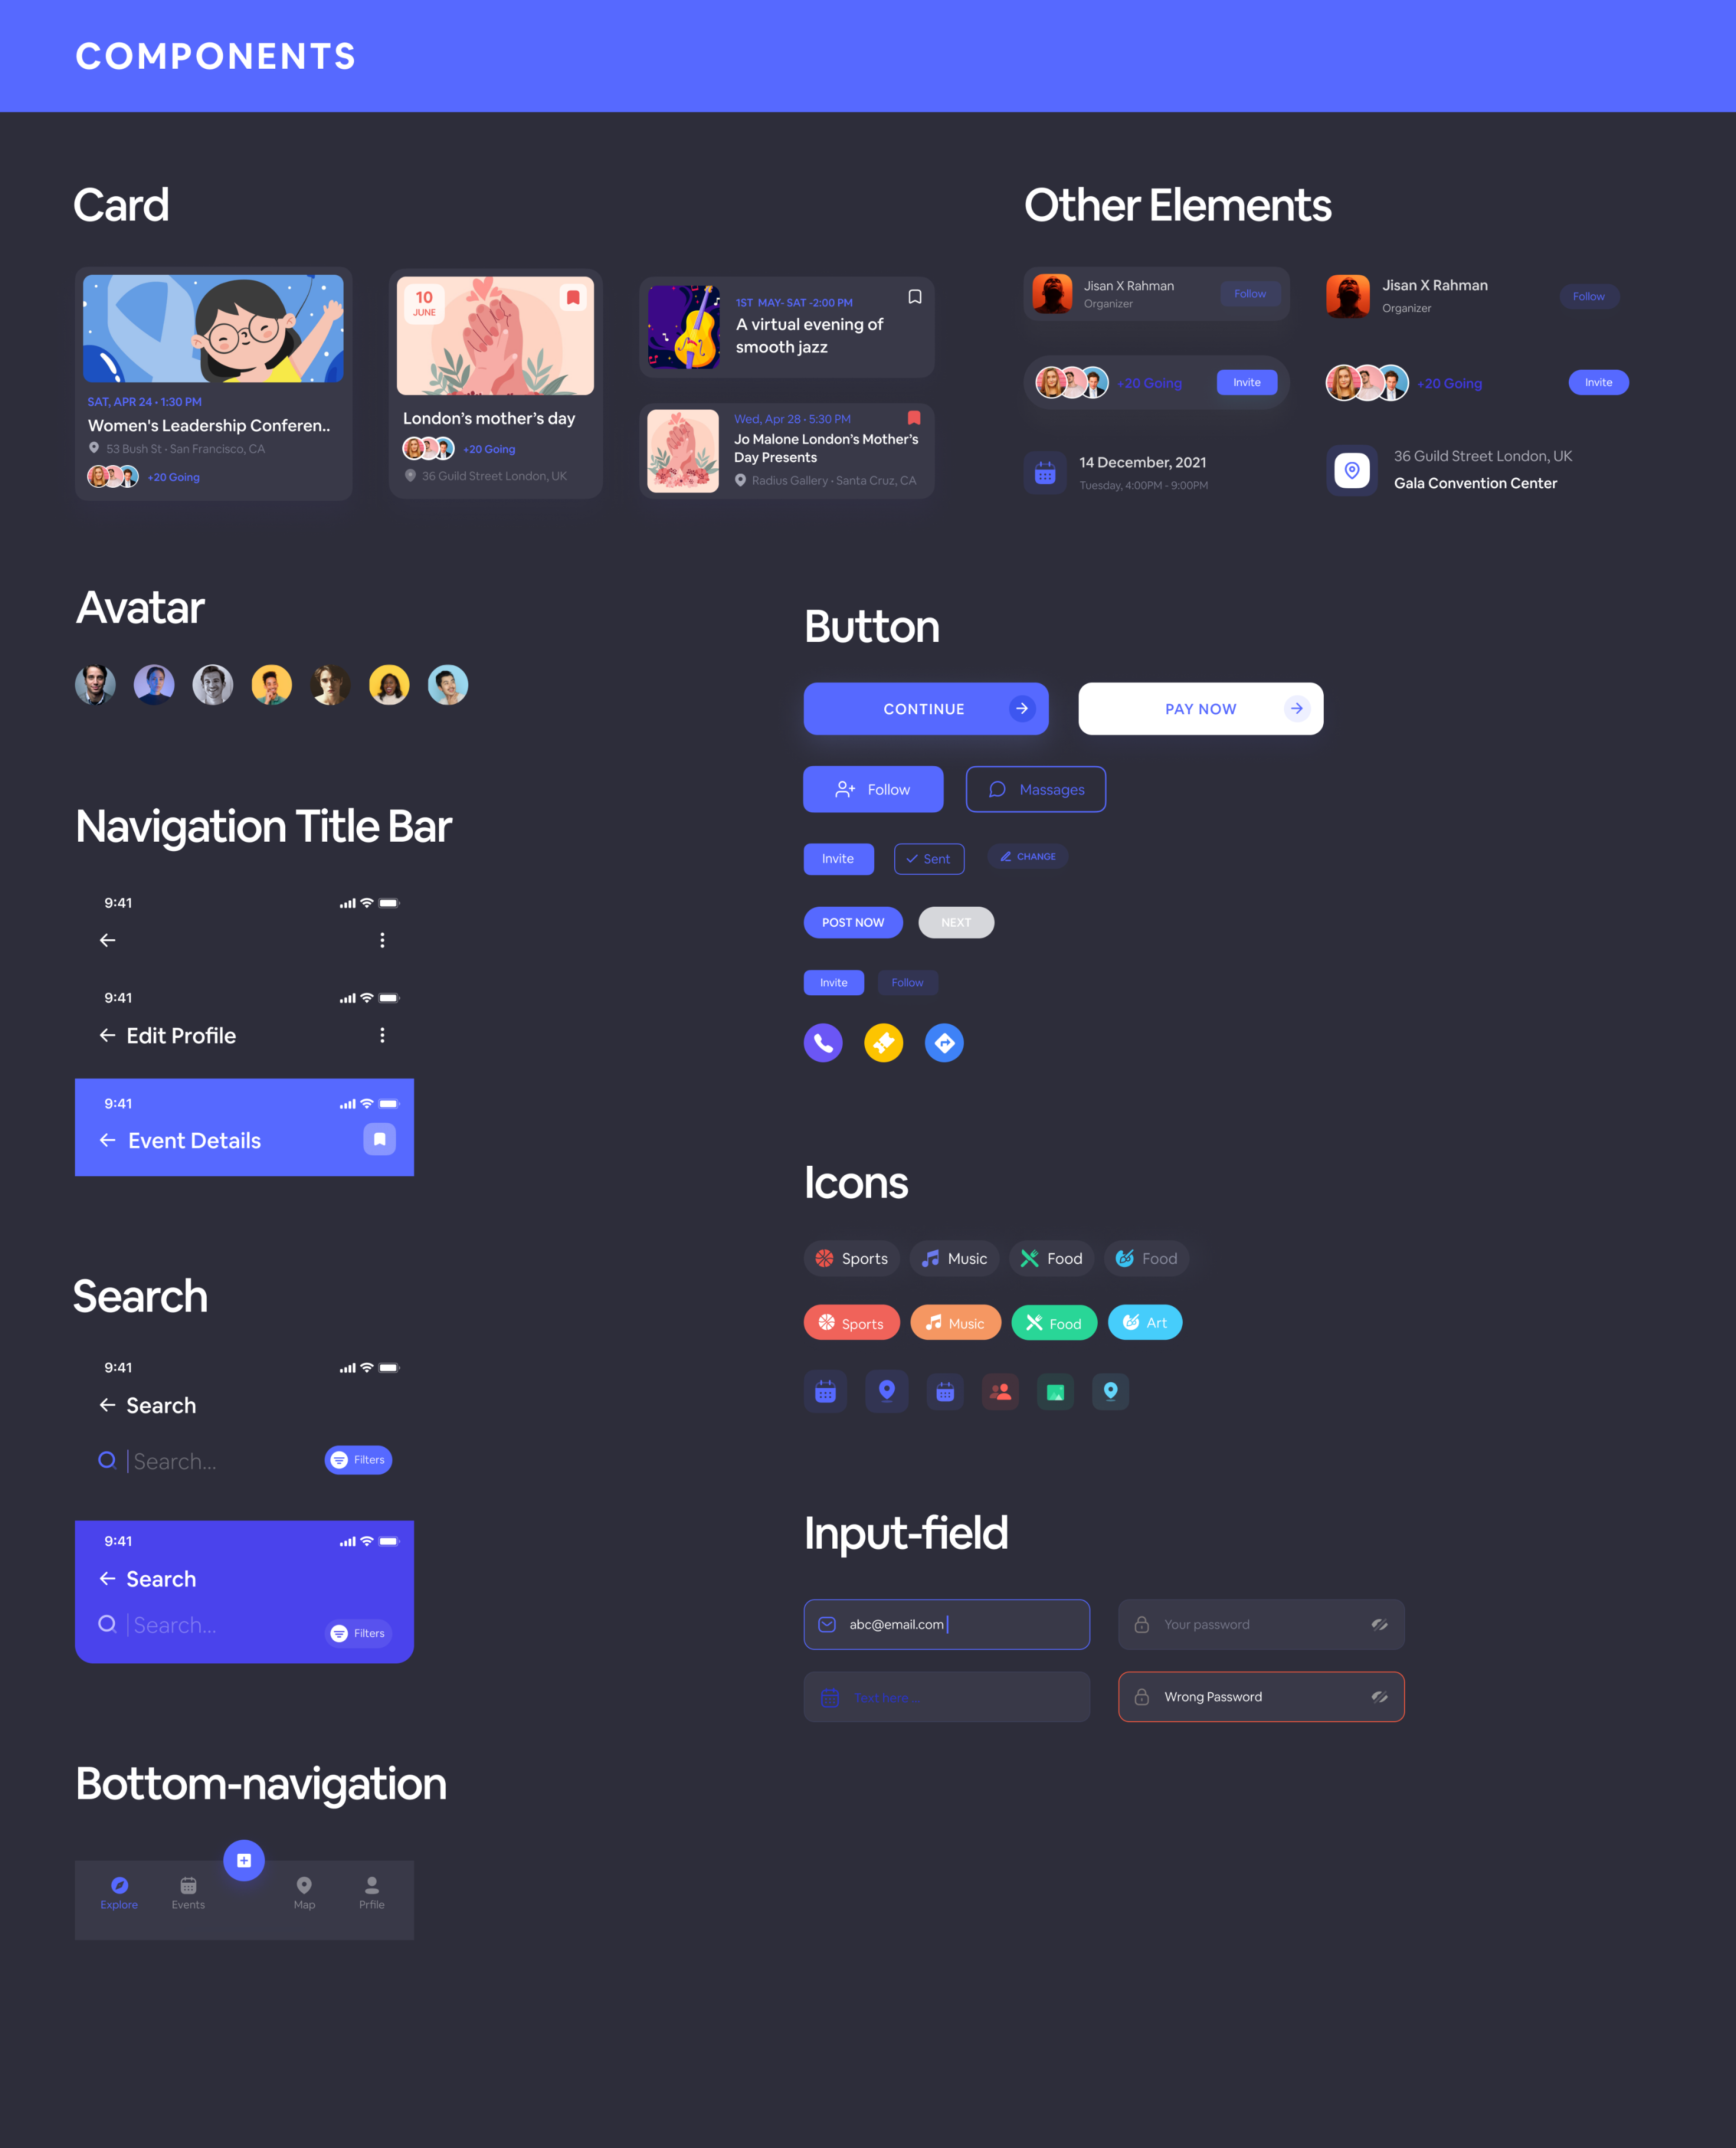 COMPONENTS
Card
SAT, APR 24 • 1:30 PM
Women's Leadership Conferen..
53 Bush St • San Francisco, CA
+20 Going
10
JUNE
London’s mother’s day
+20 Going
36 Guild Street London, UK
1ST MAY- SAT -2:00 PM
A virtual evening of
smooth jazz
Wed, Apr 28 • 5:30 PM
Jo Malone London’s Mother’s
Day Presents
Radius Gallery • Santa Cruz, CA
Other Elements
Jisan X Rahman
Organizer
Follow
Jisan X Rahman
Organizer
Follow
+20 Going
Invite
+20 Going
Invite
14 December, 2021
Tuesday, 4:00PM - 9:00PM
36 Guild Street London, UK
Gala Convention Center
Avatar
Navigation Title Bar
9:41
9:41
Edit Profile
9:41
Event Details
Search
9:41
Search
Search...
Filters
9:41
Search
Search...
Filters
Bottom-navigation
Explore
Events
Map
Prfile
Button
CONTINUE
PAY NOW
Follow
Massages
Invite
Sent
CHANGE
POST NOW
NEXT
Invite
Follow
Icons
Sports
Music
Food
Food
Sports
Music
Food
Art
Input-field
abc@email.com
Your password
Text here ...
Wrong Password